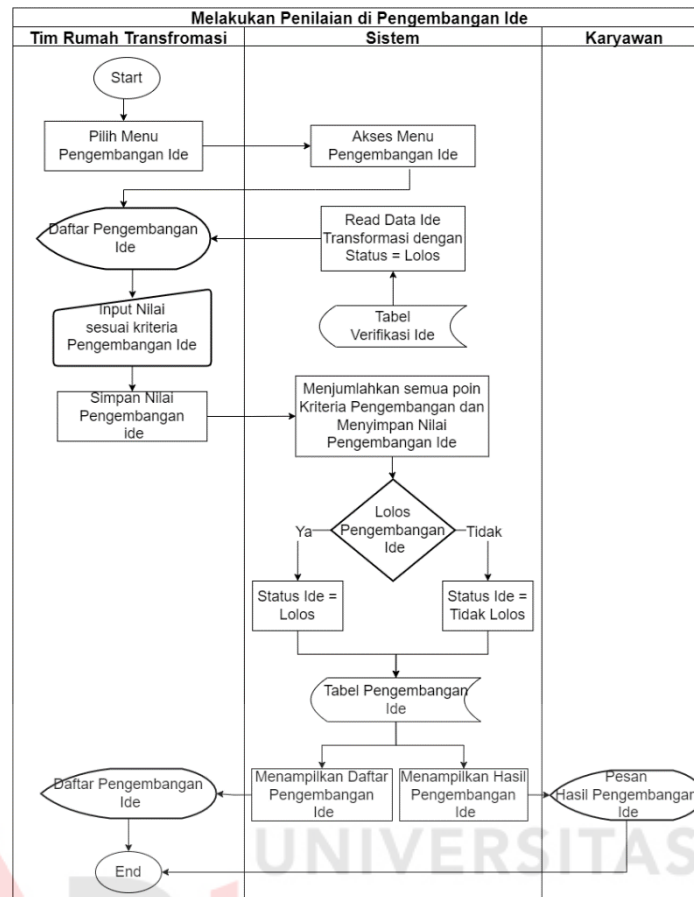 Melakukan Penilaian di Pengembangan Ide
Tim Rumah Transfromasi
Sistem
Karyawan
Start
Pilih Menu
Pengembangan Ide
Akses Menu
Pengembangan Ide
Daftar Pengembangan
Ide
Read Data Ide
Transformasi dengan
Status = Lolos
Tabel
Verifikasi Ide
Input Nilai
sesuai kriteria
Pengembangan Ide
Simpan Nilai
Pengembangan
ide
Menjumlahkan semua poin
Kriteria Pengembangan dan
Menyimpan Nilai
Pengembangan Ide
Lolos
Pengembangan
Ide
Ya
Tidak
Status Ide =
Lolos
Status Ide =
Tidak Lolos
Tabel Pengembangan
Ide
Daftar Pengembangan
Ide
Menampilkan Daftar
Pengembangan
Ide
Menampilkan Hasil
Pengembangan
Ide
Pesan
Hasil Pengembangan
Ide
End
UNIVERSITAS